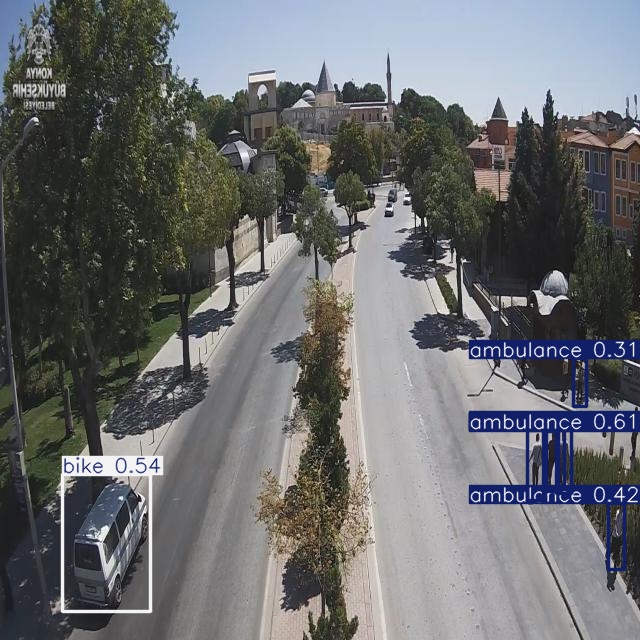 KONYA
BÜYÜKŞEHİR
BELEDİYESİ
ambulance 0.31
ambulance 0.61
ambulance 0.42
bike 0.54